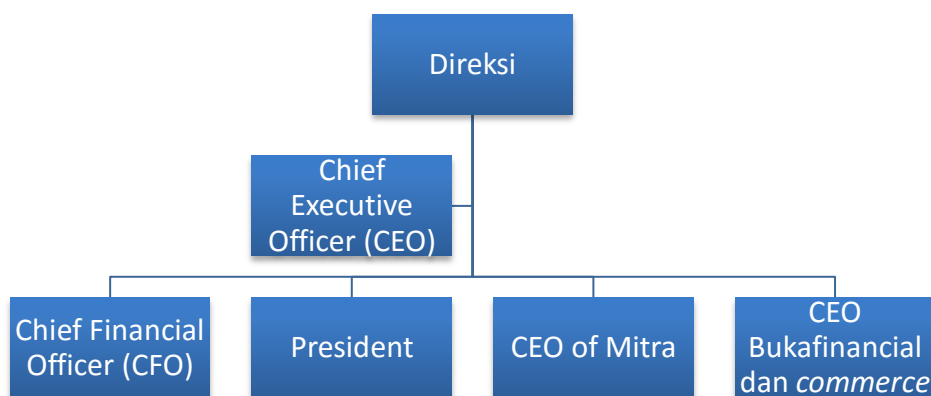 Direksi
Chief
Executive
Officer (CEO)
Chief Financial
Officer (CFO)
President
CEO of Mitra
CEO
Bukafinancial
dan commerce